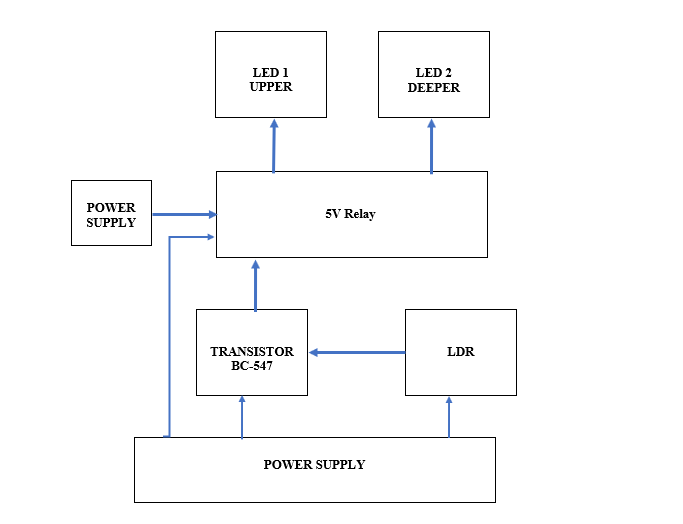 LED 1
UPPER
LED 2
DEEPER
POWER
SUPPLY
5V Relay
TRANSISTOR
BC-547
LDR
POWER SUPPLY